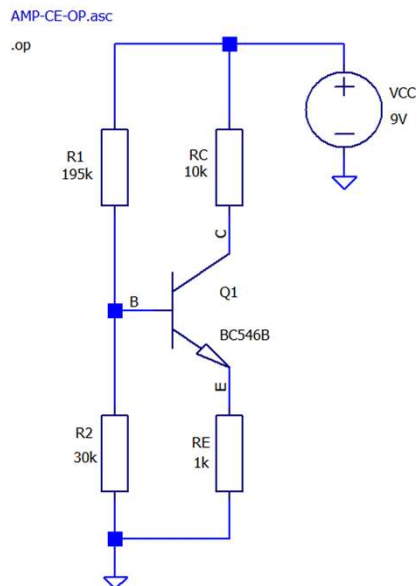 AMP-CE-OP.asc
.op
VCC
9V
R1
195k
RC
10k
C
B
Q1
BC546B
E
R2
30k
RE
1k